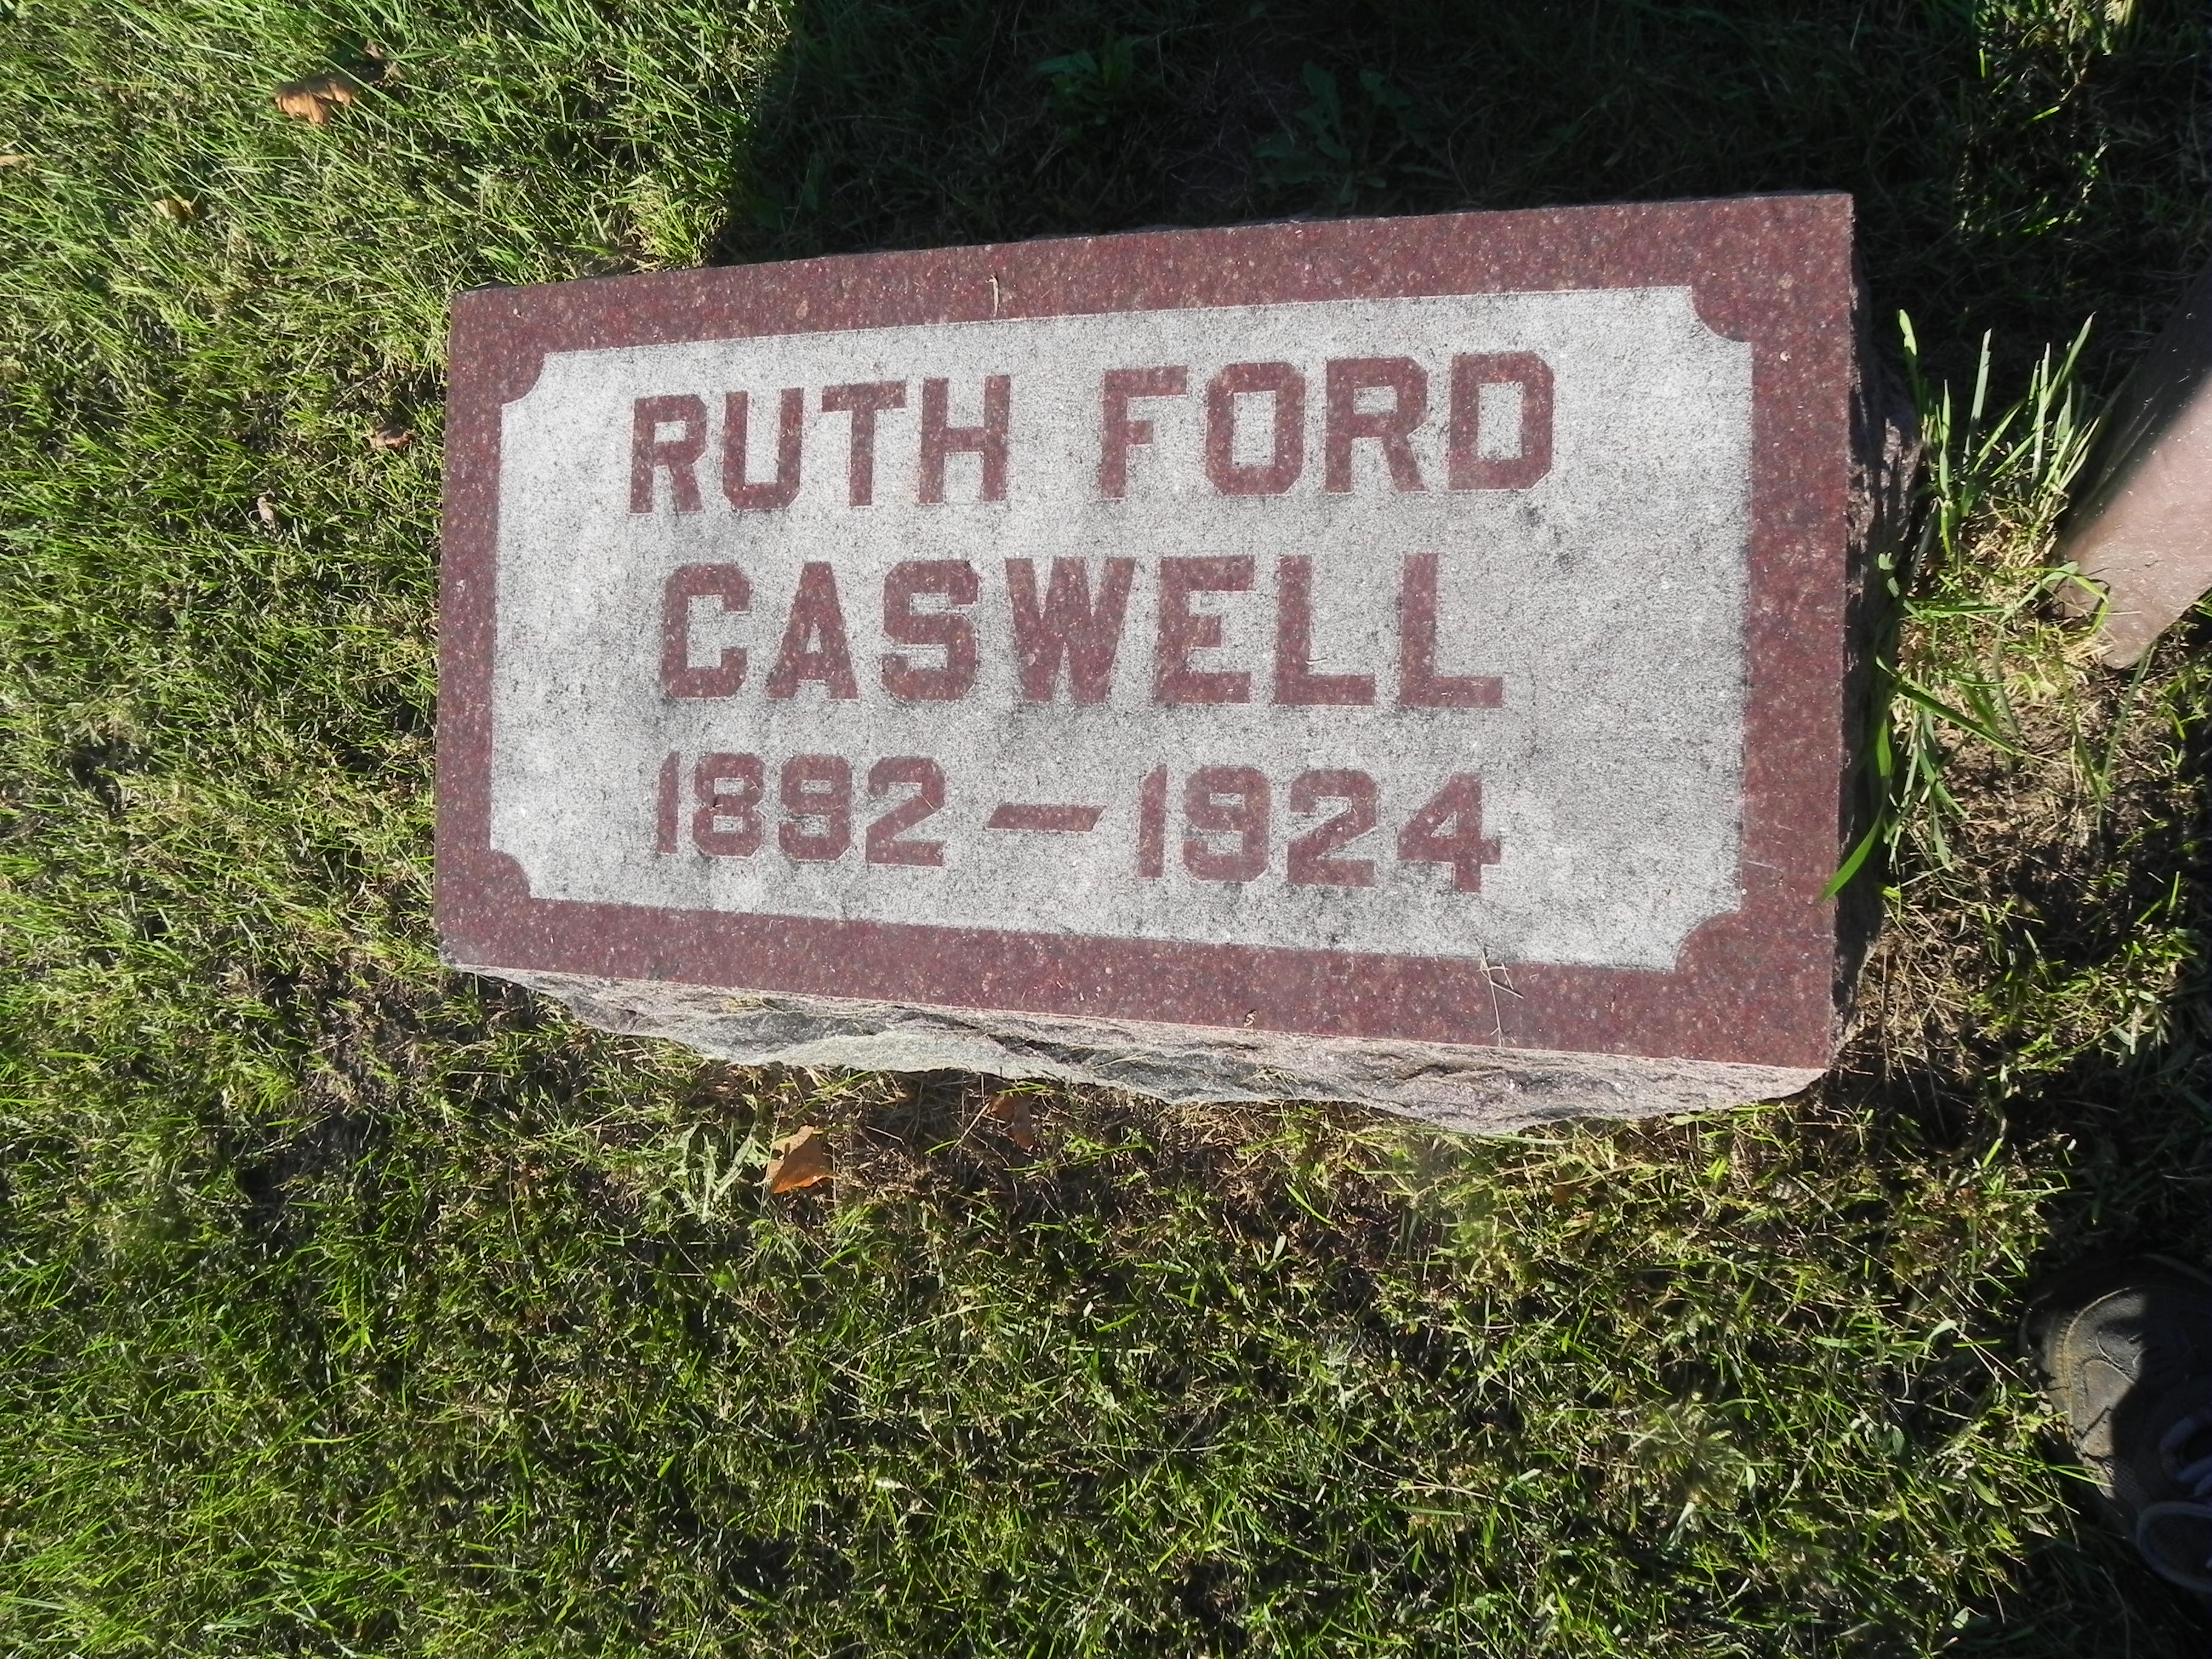 RUTH FORD
CASWELL
1892 — 1924